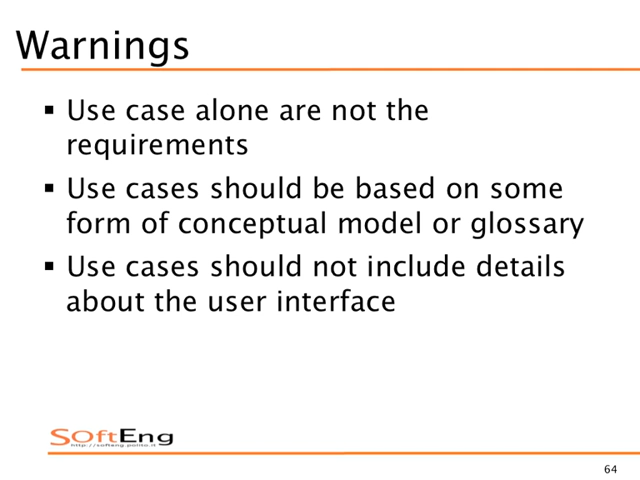 Warnings
▪ Use case alone are not the
requirements
▪ Use cases should be based on some
form of conceptual model or glossary
▪ Use cases should not include details
about the user interface
SOftEng
http://softeng.polito.it
64